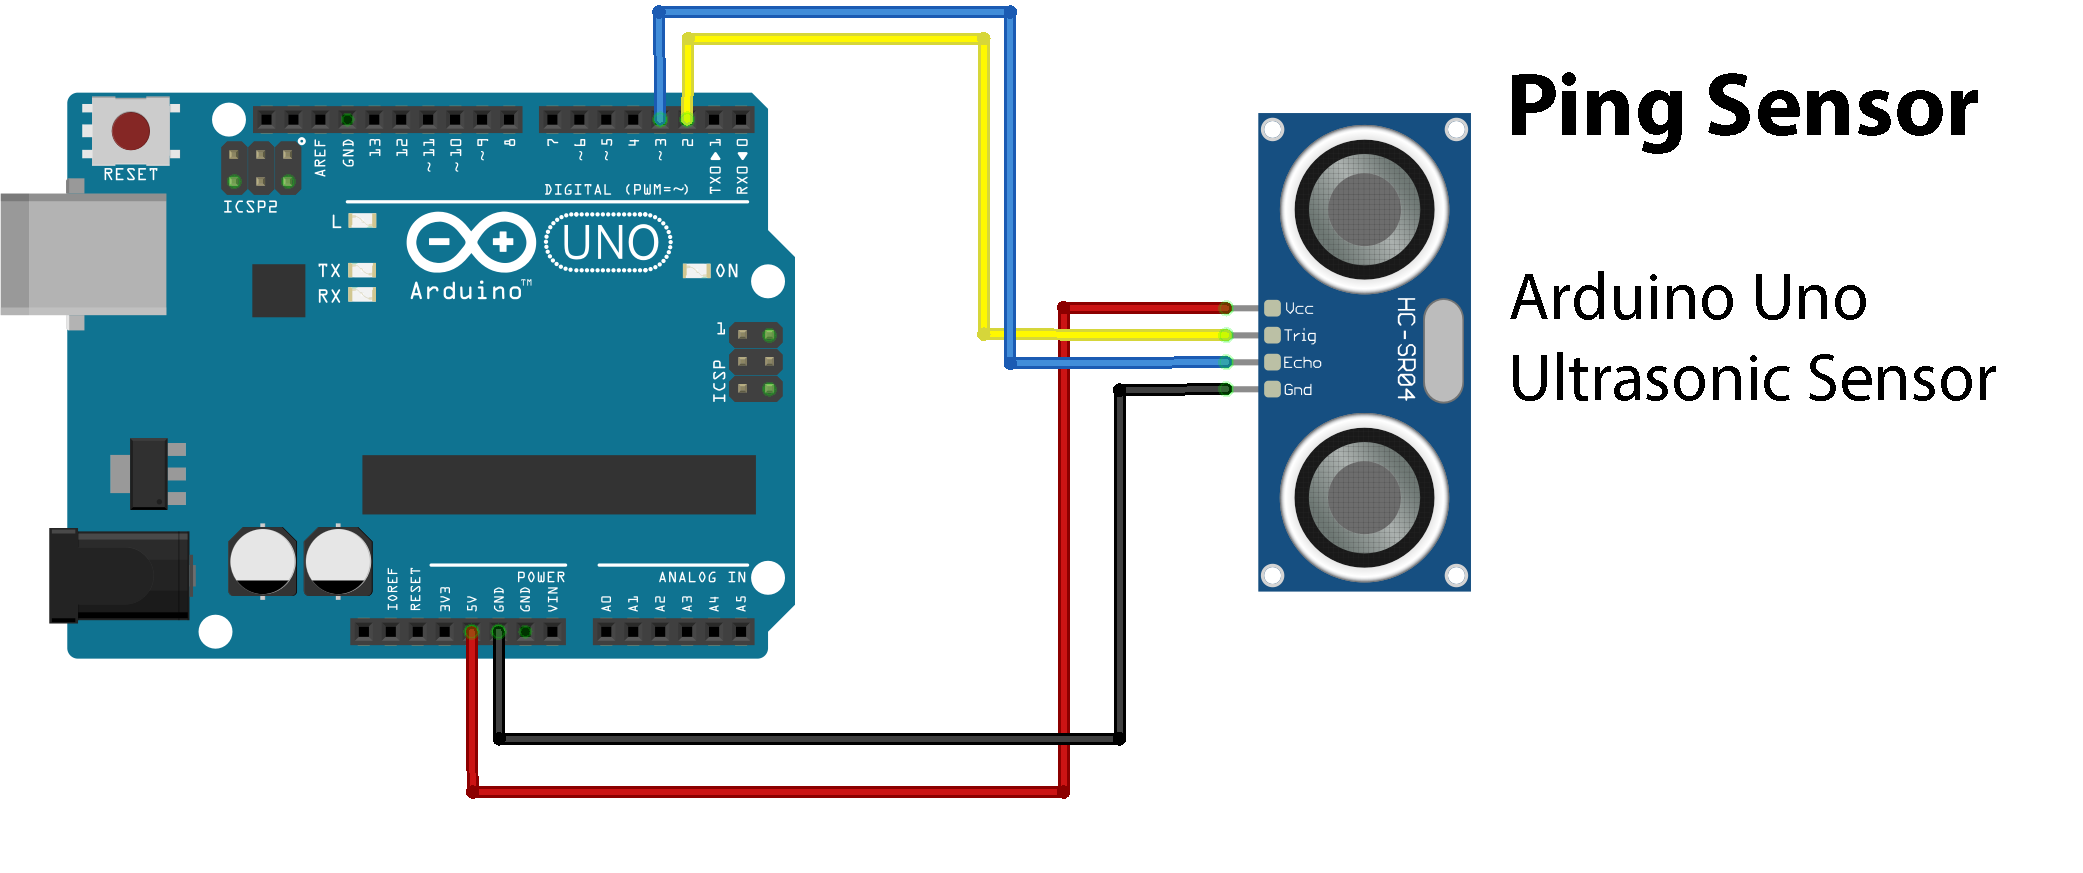 Ping Sensor
Arduino Uno
Ultrasonic Sensor
RESET
ICSP2
AREF
GND
13
12
~11
~10
~9
8
7
~6
~5
4
~3
2
TX0▶1
RX0◀0
DIGITAL (PWM=~)
L
TX
RX
UNO
Arduino™
ON
1
ICSP
Vcc
Trig
Echo
Gnd
HC-SR04
POWER
ANALOG IN
IOREF
RESET
3V3
5V
GND
GND
VIN
A0
A1
A2
A3
A4
A5